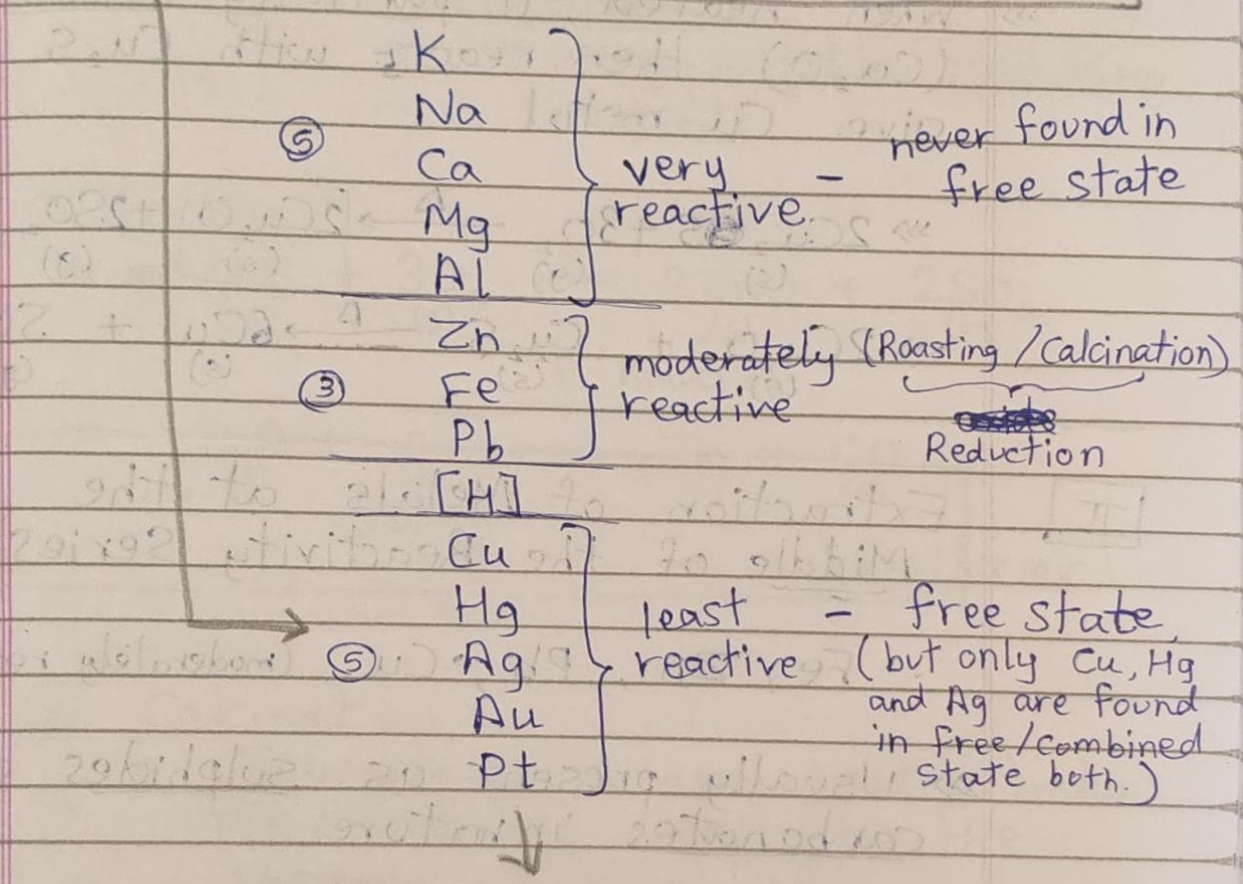 K
Na
⑤ Ca
Mg
Al
very reactive. - never found in free state
Zn
③ Fe
Pb
moderately (Roasting / Calcination)
reactive
Reduction
[H]
Cu
Hg
⑤ Ag
Au
Pt
least - free state
reactive (but only Cu, Hg
and Ag are found
in free/combined
state both.)